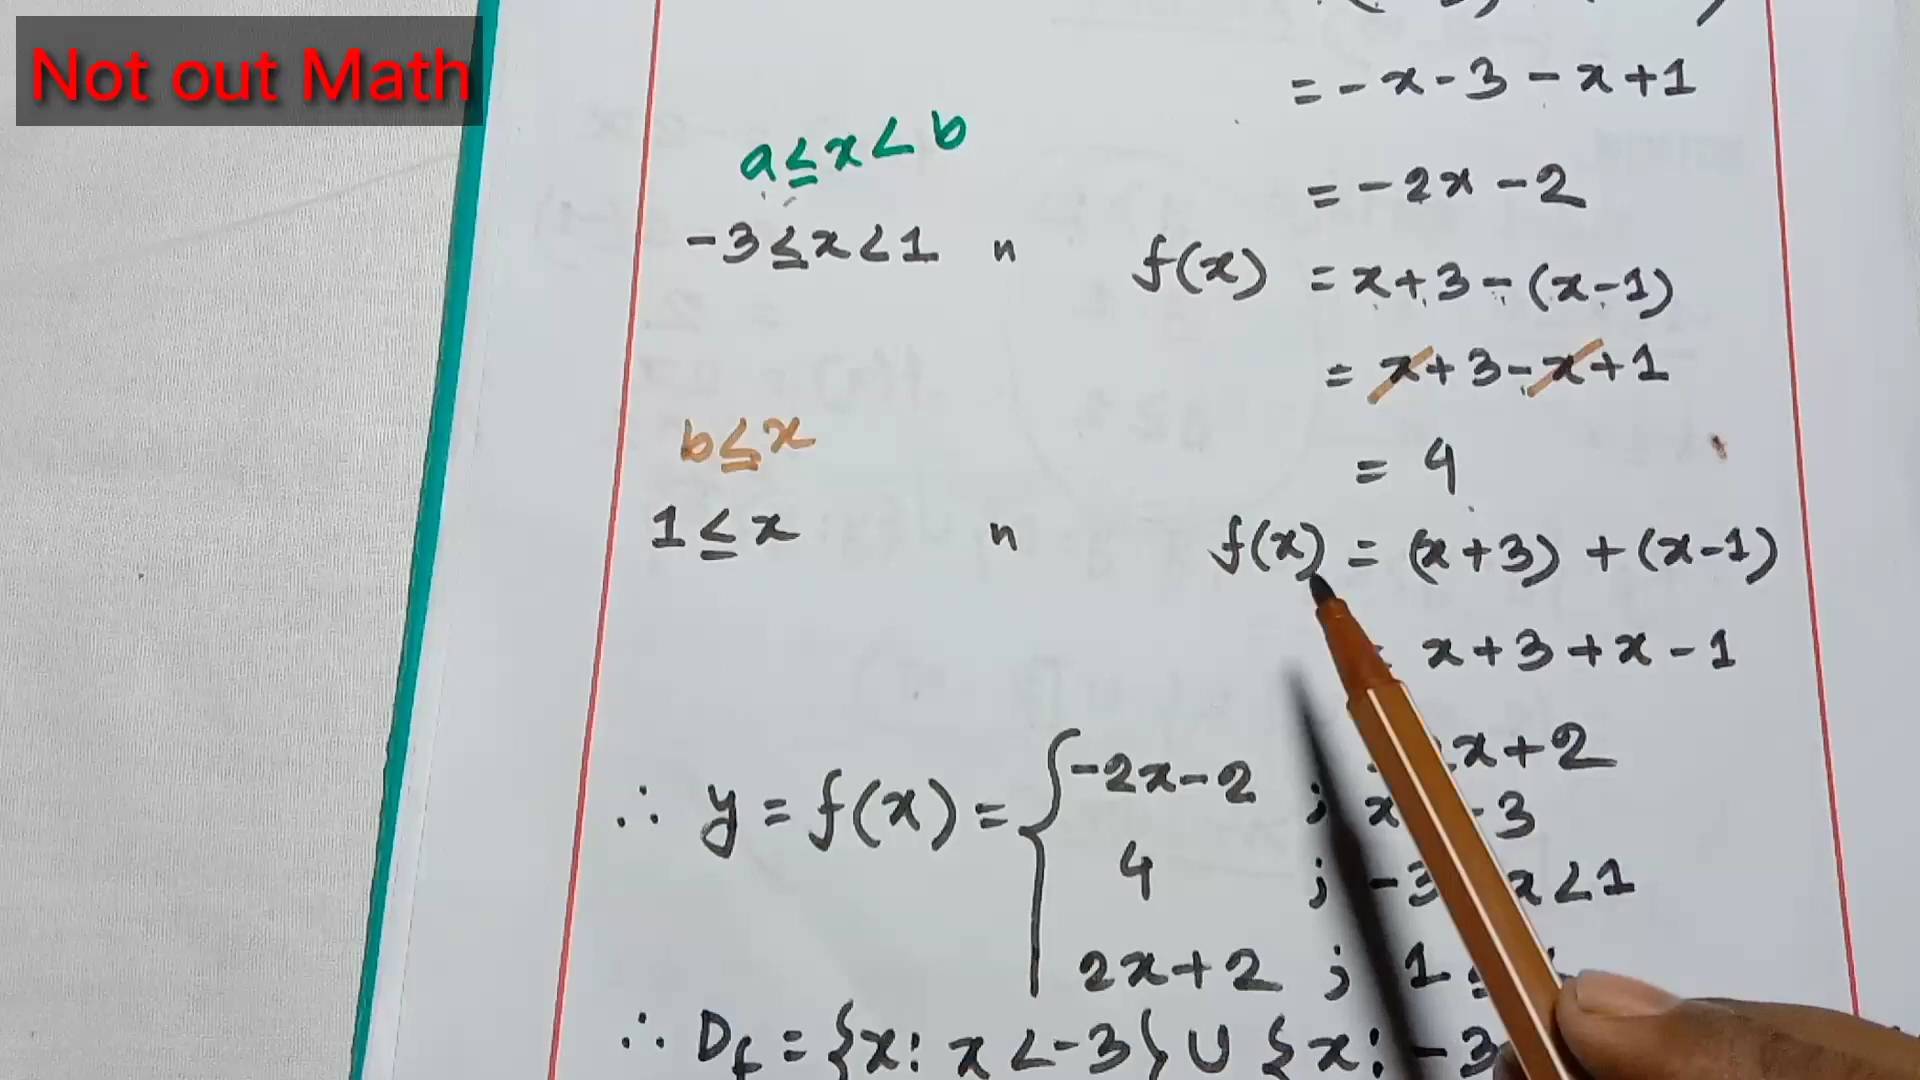 Not out Math
= -x - 3 - x + 1
a ≤ x < b
= -2x - 2
-3 ≤ x < 1 n f(x) = x + 3 - (x - 1)
= x + 3 - x + 1
b ≤ x
= 4
1 ≤ x n f(x) = (x + 3) + (x - 1)
x + 3 + x - 1
x + 2
∴ y = f(x) = { -2x - 2 ; x -3
4 ; -3 x < 1
2x + 2 ; 1
∴ Df = {x : x < -3} ∪ {x : -3